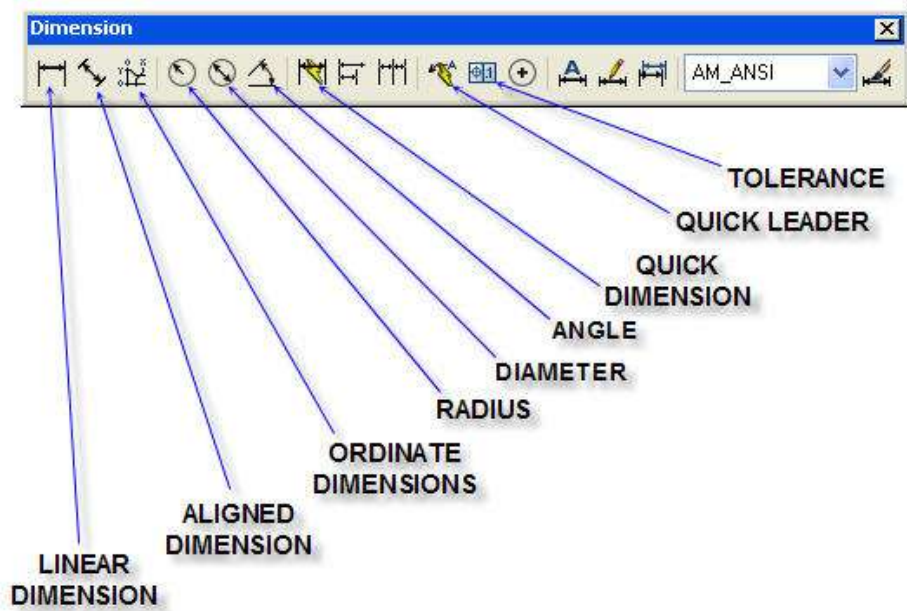 Dimension
AM_ANSI
TOLERANCE
QUICK LEADER
QUICK
DIMENSION
ANGLE
DIAMETER
RADIUS
ORDINATE
DIMENSIONS
ALIGNED
DIMENSION
LINEAR
DIMENSION